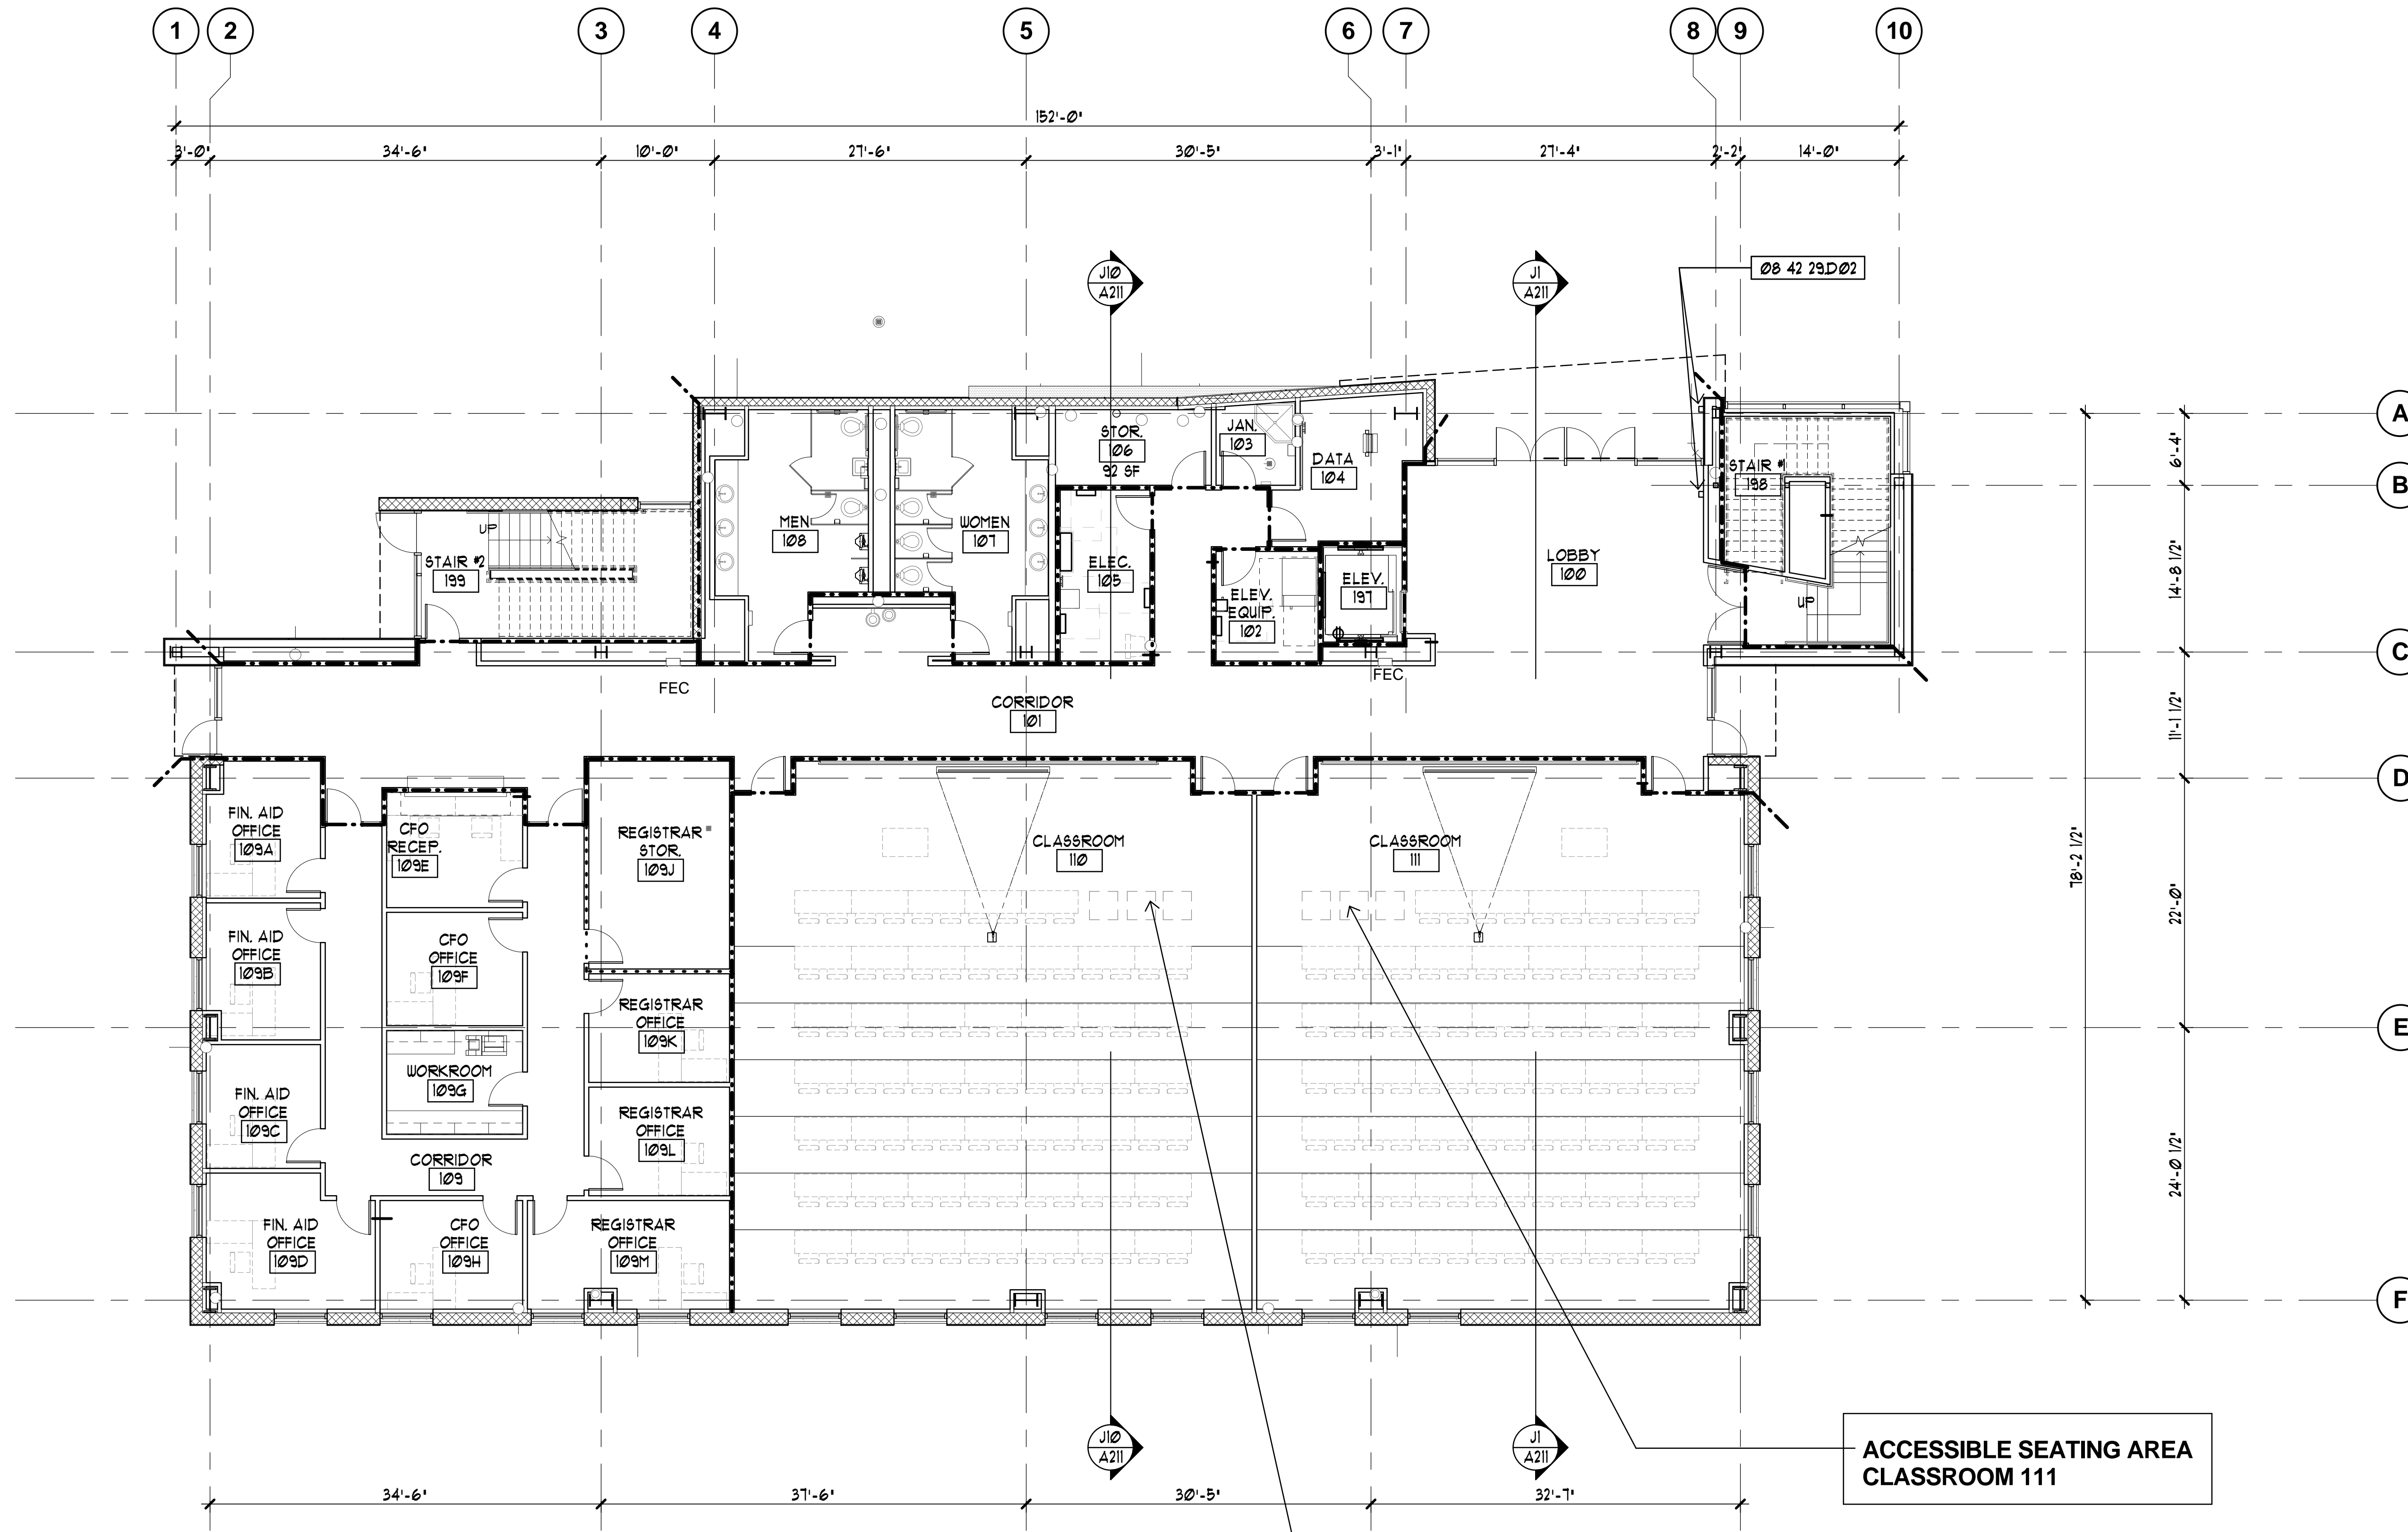 1 2 3 4 5 6 7 8 9 10
152'-0"
3'-0" 34'-6" 10'-0" 27'-6" 30'-5" 3'-1" 27'-4" 2'-2" 14'-0"
J10
A211
J1
A211
08 42 29.D02
A
B
C
D
E
F
6'-4"
14'-8 1/2"
11'-1 1/2"
22'-0"
24'-0 1/2"
78'-2 1/2"
STOR.
106
92 SF
JAN.
103
DATA
104
STAIR #1
198
UP
MEN
108
WOMEN
107
UP
STAIR #2
199
ELEC.
105
ELEV.
EQUIP.
102
ELEV.
197
LOBBY
100
FEC
FEC
CORRIDOR
101
FIN. AID
OFFICE
109A
CFO
RECEP.
109E
REGISTRAR
STOR.
109J
CLASSROOM
110
CLASSROOM
111
FIN. AID
OFFICE
109B
CFO
OFFICE
109F
REGISTRAR
OFFICE
109K
WORKROOM
109G
FIN. AID
OFFICE
109C
REGISTRAR
OFFICE
109L
CORRIDOR
109
FIN. AID
OFFICE
109D
CFO
OFFICE
109H
REGISTRAR
OFFICE
109M
J10
A211
J1
A211
ACCESSIBLE SEATING AREA
CLASSROOM 111
34'-6" 37'-6" 30'-5" 32'-7"